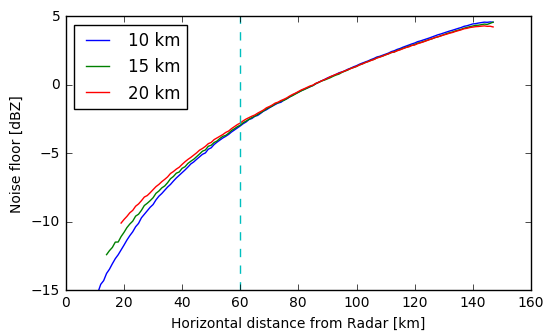 5
0
−5
−10
−15
Noise floor [dBZ]
10 km
15 km
20 km
0 20 40 60 80 100 120 140 160
Horizontal distance from Radar [km]